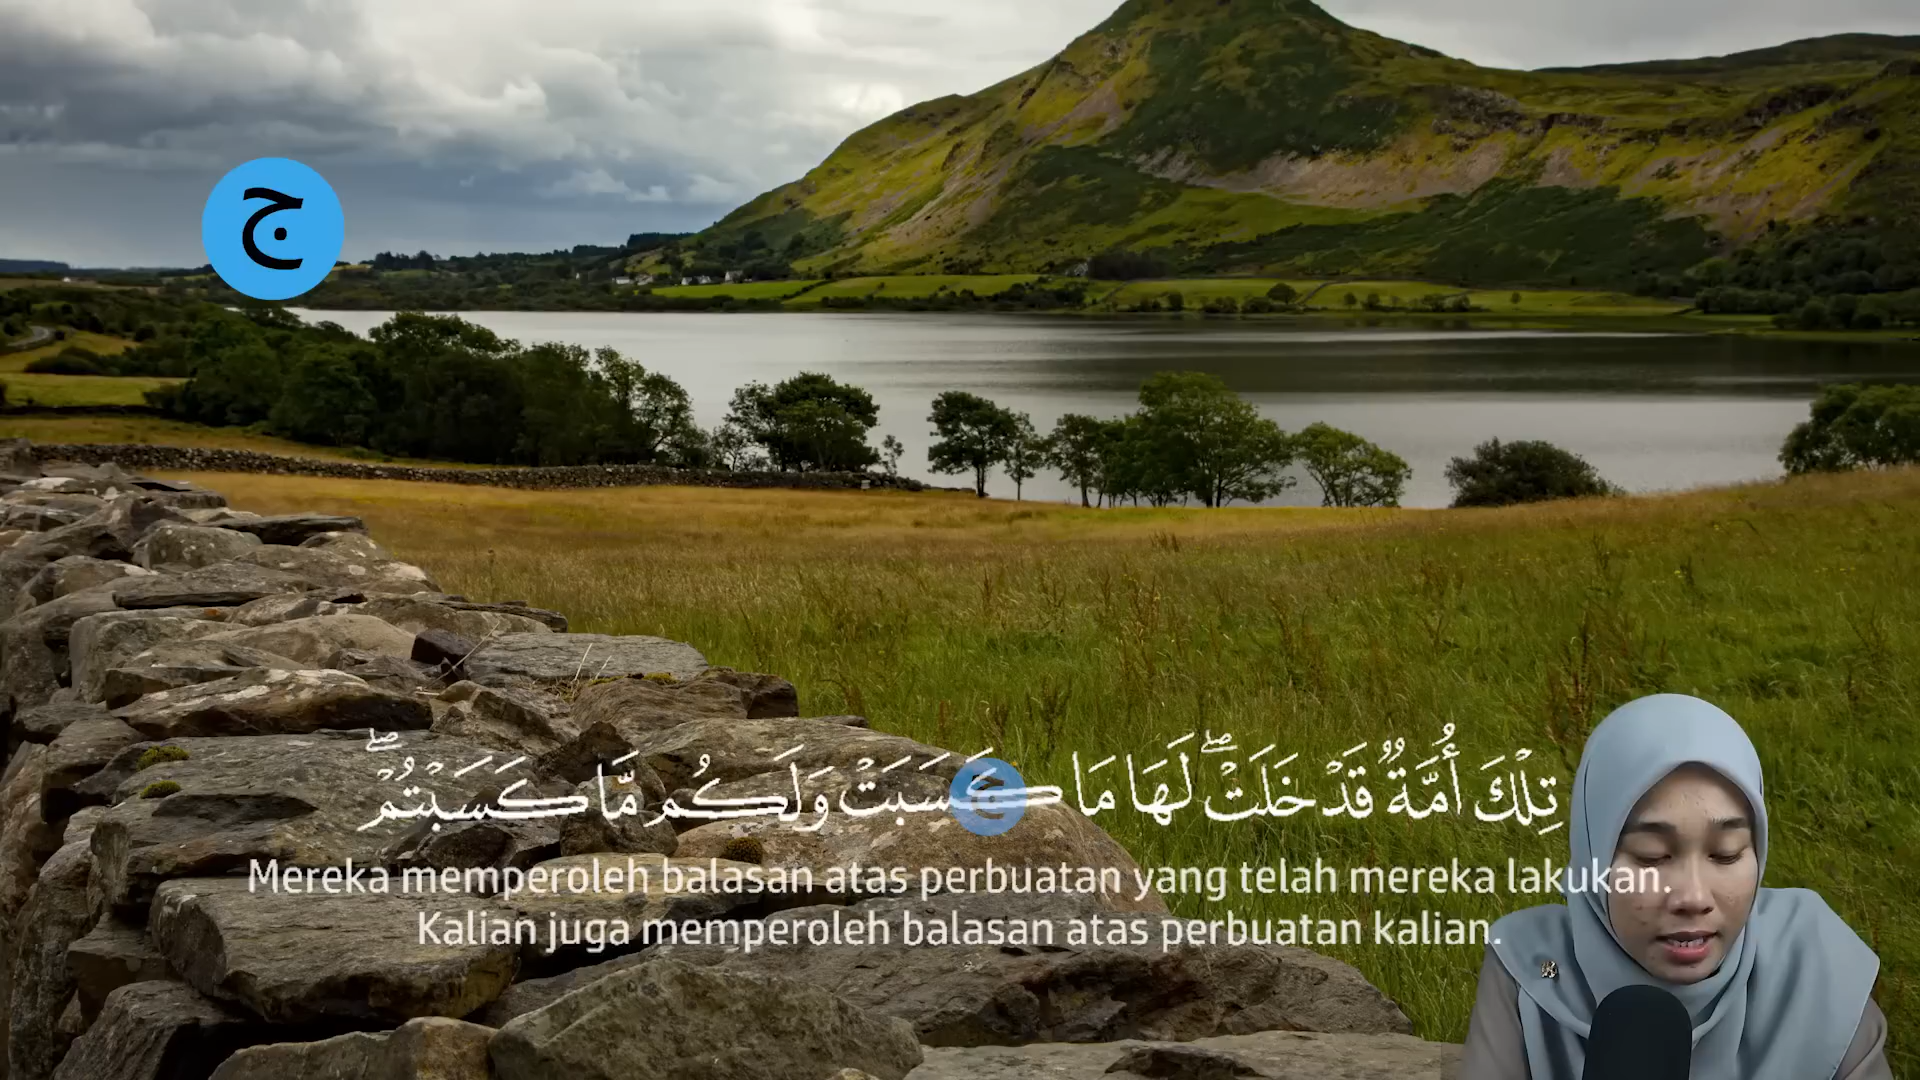 ج
تِلْكَ أُمَّةٌ قَدْ خَلَتْ ۖ لَهَا مَا كَسَبَتْ وَلَكُم مَّا كَسَبْتُمْ ۖ
Mereka memperoleh balasan atas perbuatan yang telah mereka lakukan.
Kalian juga memperoleh balasan atas perbuatan kalian.